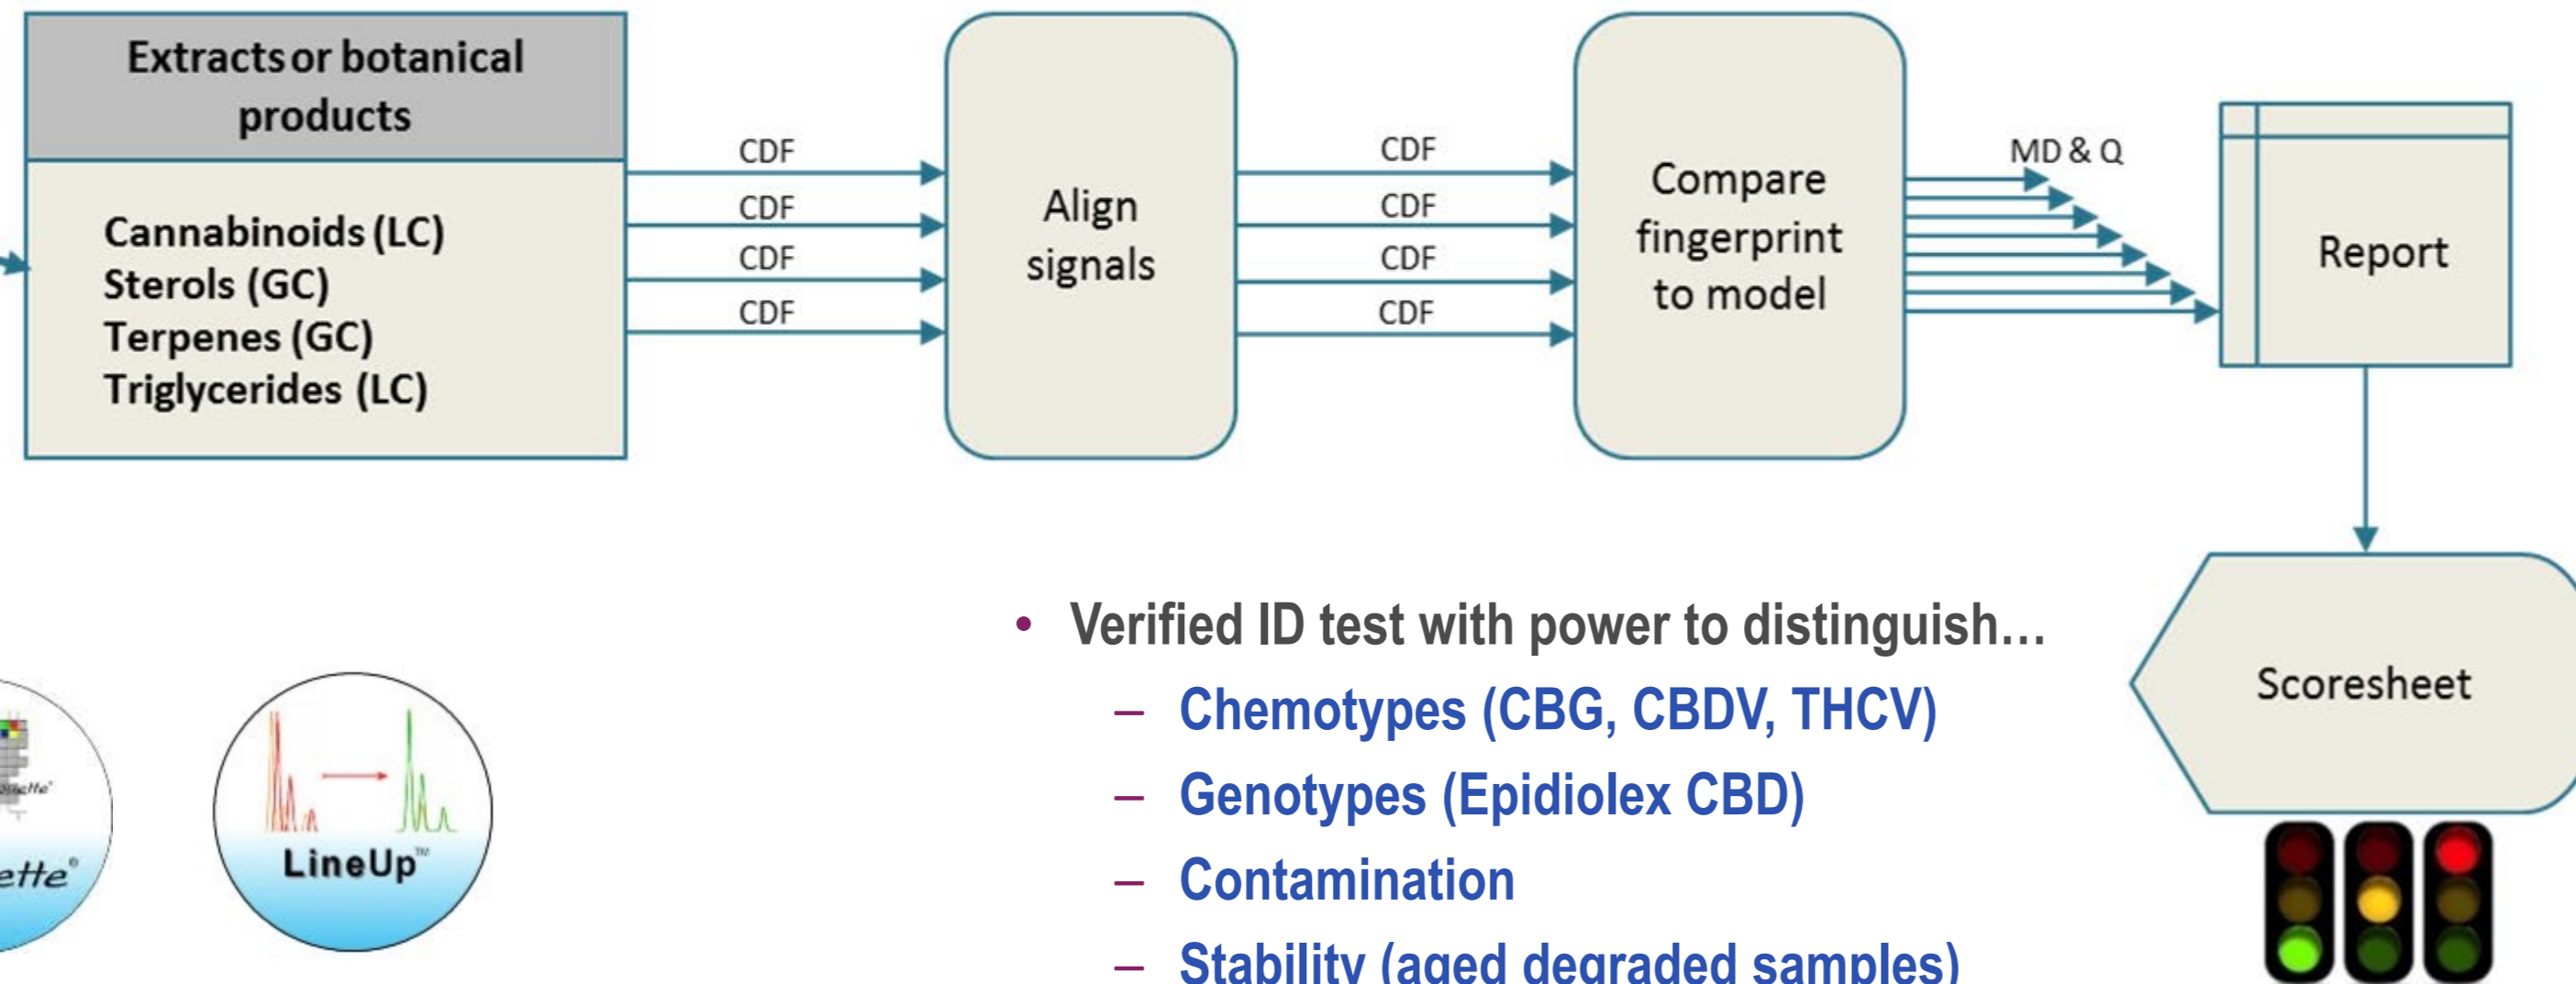 Extracts or botanical
products
Cannabinoids (LC)
Sterols (GC)
Terpenes (GC)
Triglycerides (LC)
CDF
CDF
CDF
CDF
Align
signals
CDF
CDF
CDF
CDF
Compare
fingerprint
to model
MD & Q
Report
Scoresheet
• Verified ID test with power to distinguish…
– Chemotypes (CBG, CBDV, THCV)
– Genotypes (Epidiolex CBD)
– Contamination
– Stability (aged degraded samples)
ette®
LineUp™